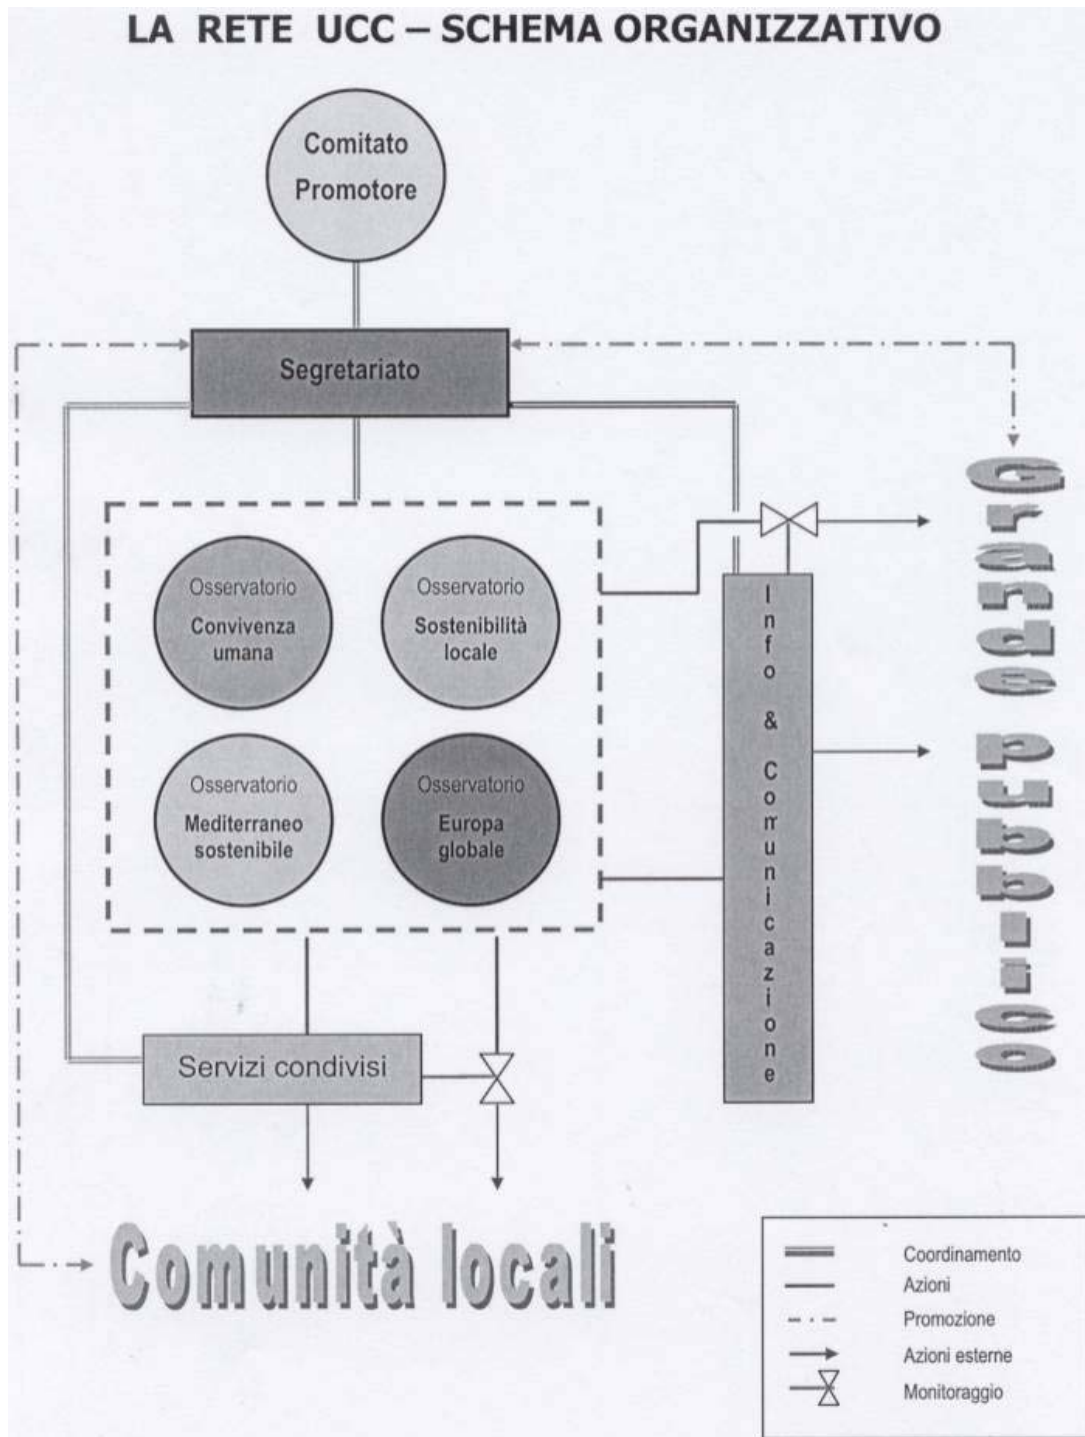 LA RETE UCC – SCHEMA ORGANIZZATIVO
Comitato
Promotore
Segretariato
Osservatorio
Convivenza
umana
Osservatorio
Sostenibilità
locale
Osservatorio
Mediterraneo
sostenibile
Osservatorio
Europa
globale
Info & Comunicazione
Grande pubblico
Servizi condivisi
Comunità locali
Coordinamento
Azioni
Promozione
Azioni esterne
Monitoraggio